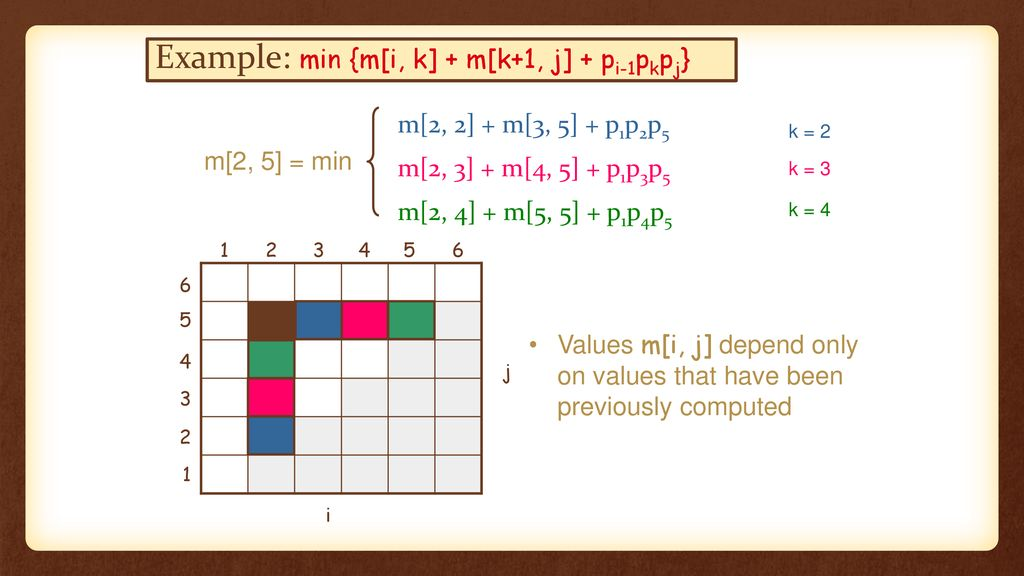 Example: min {m[i, k] + m[k+1, j] + pi-1pkpj}
m[2, 2] + m[3, 5] + p1p2p5 k = 2
m[2, 5] = min
m[2, 3] + m[4, 5] + p1p3p5 k = 3
m[2, 4] + m[5, 5] + p1p4p5 k = 4
1 2 3 4 5 6
6
5
4
3
2
1
j
i
• Values m[i, j] depend only
on values that have been
previously computed